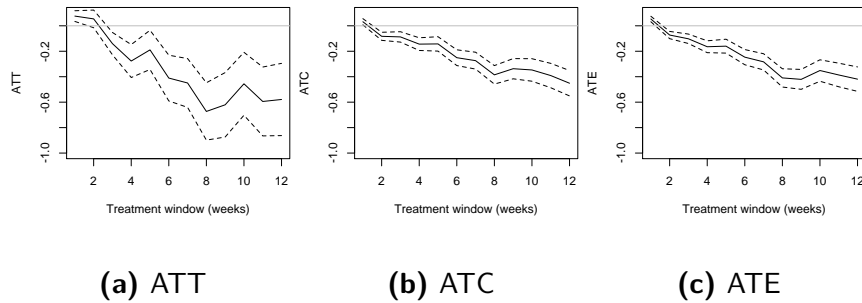 ATT
-0.2
-0.6
-1.0
2 4 6 8 10 12
Treatment window (weeks)
ATC
-0.2
-0.6
-1.0
2 4 6 8 10 12
Treatment window (weeks)
ATE
-0.2
-0.6
-1.0
2 4 6 8 10 12
Treatment window (weeks)
(a) ATT
(b) ATC
(c) ATE